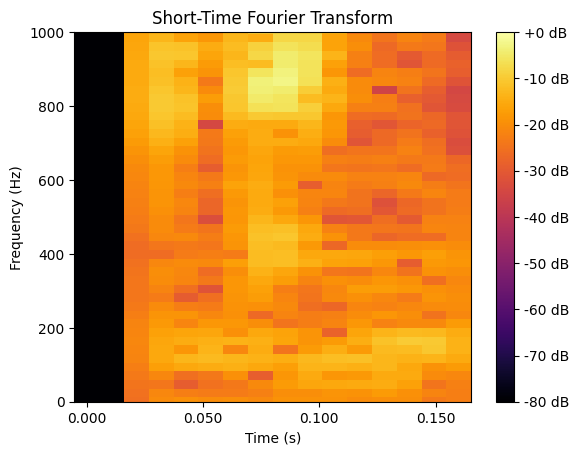 Short-Time Fourier Transform
1000
800
600
400
200
0
Frequency (Hz)
0.000
0.050
0.100
0.150
Time (s)
+0 dB
-10 dB
-20 dB
-30 dB
-40 dB
-50 dB
-60 dB
-70 dB
-80 dB